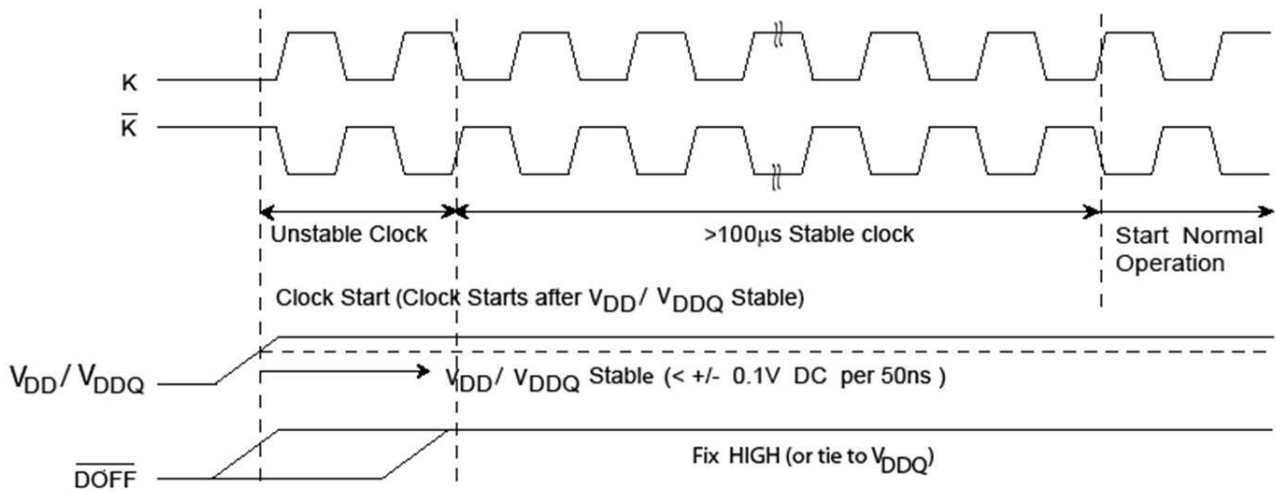 K
K̅
Unstable Clock
>100μs Stable clock
Start Normal
Operation
Clock Start (Clock Starts after VDD/ VDDQ Stable)
VDD/ VDDQ
VDD/ VDDQ Stable (< +/- 0.1V DC per 50ns )
D̅O̅F̅F̅
Fix HIGH (or tie to VDDQ)